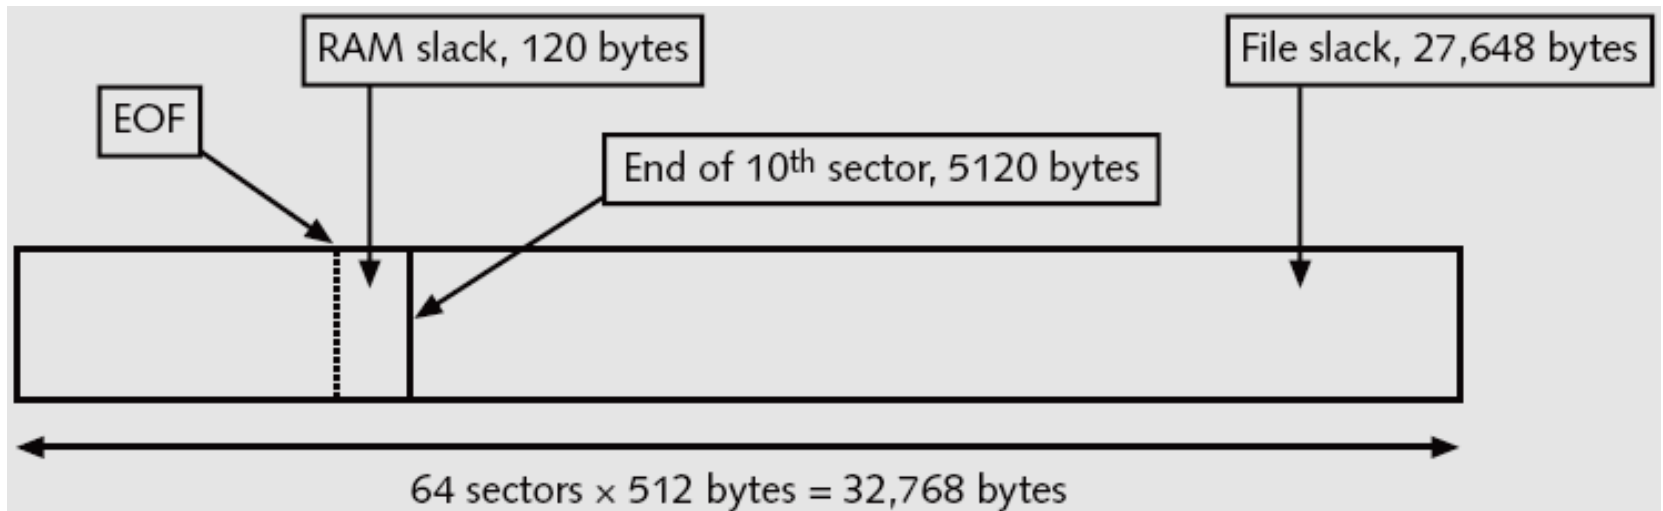 RAM slack, 120 bytes
File slack, 27,648 bytes
EOF
End of 10th sector, 5120 bytes
64 sectors × 512 bytes = 32,768 bytes